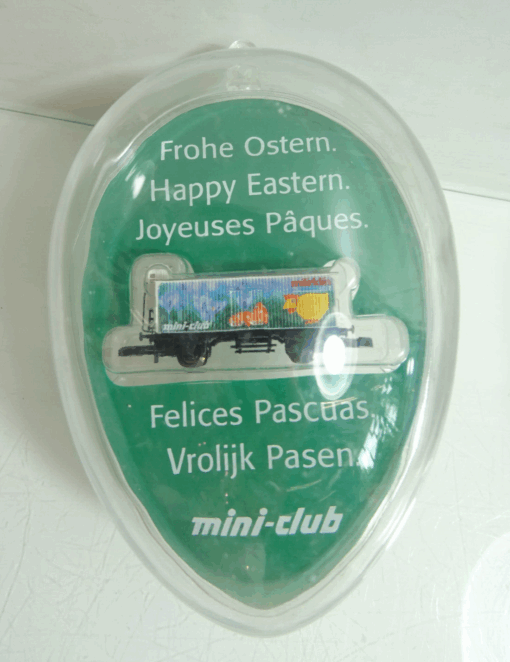 Frohe Ostern.
Happy Eastern.
Joyeuses Pâques.
mini-club
Felices Pascuas.
Vrolijk Pasen
mini-club